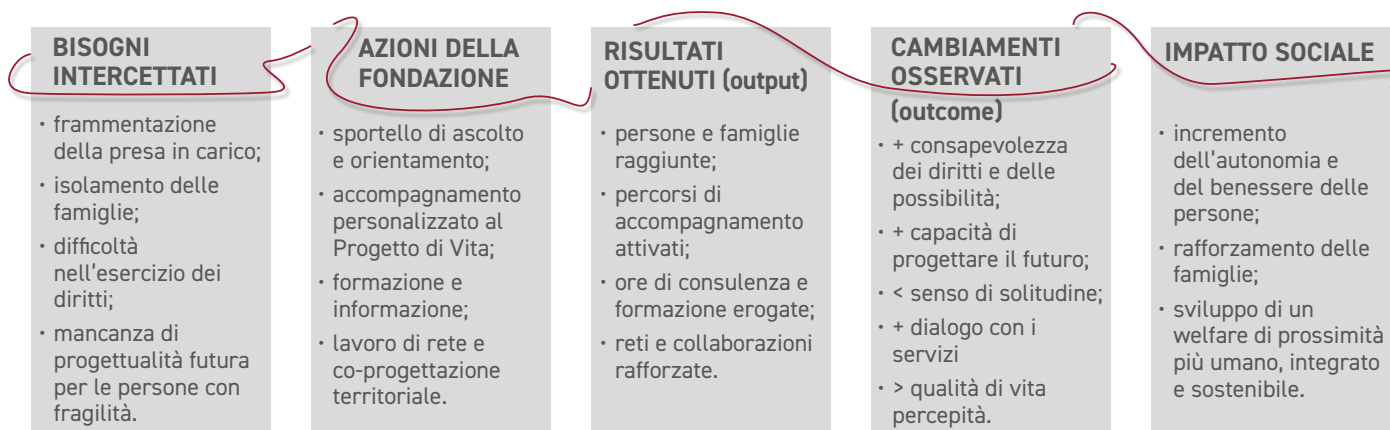 BISOGNI
INTERCETTATI
· frammentazione
della presa in carico;
· isolamento delle
famiglie;
· difficoltà
nell'esercizio dei
diritti;
· mancanza di
progettualità futura
per le persone con
fragilità.
AZIONI DELLA
FONDAZIONE
· sportello di ascolto
e orientamento;
· accompagnamento
personalizzato al
Progetto di Vita;
· formazione e
informazione;
· lavoro di rete e
co-progettazione
territoriale.
RISULTATI
OTTENUTI (output)
· persone e famiglie
raggiunte;
· percorsi di
accompagnamento
attivati;
· ore di consulenza e
formazione erogate;
· reti e collaborazioni
rafforzate.
CAMBIAMENTI
OSSERVATI
(outcome)
· + consapevolezza
dei diritti e delle
possibilità;
· + capacità di
progettare il futuro;
· < senso di solitudine;
· + dialogo con i
servizi
· > qualità di vita
percepità.
IMPATTO SOCIALE
· incremento
dell'autonomia e
del benessere delle
persone;
· rafforzamento delle
famiglie;
· sviluppo di un
welfare di prossimità
più umano, integrato
e sostenibile.